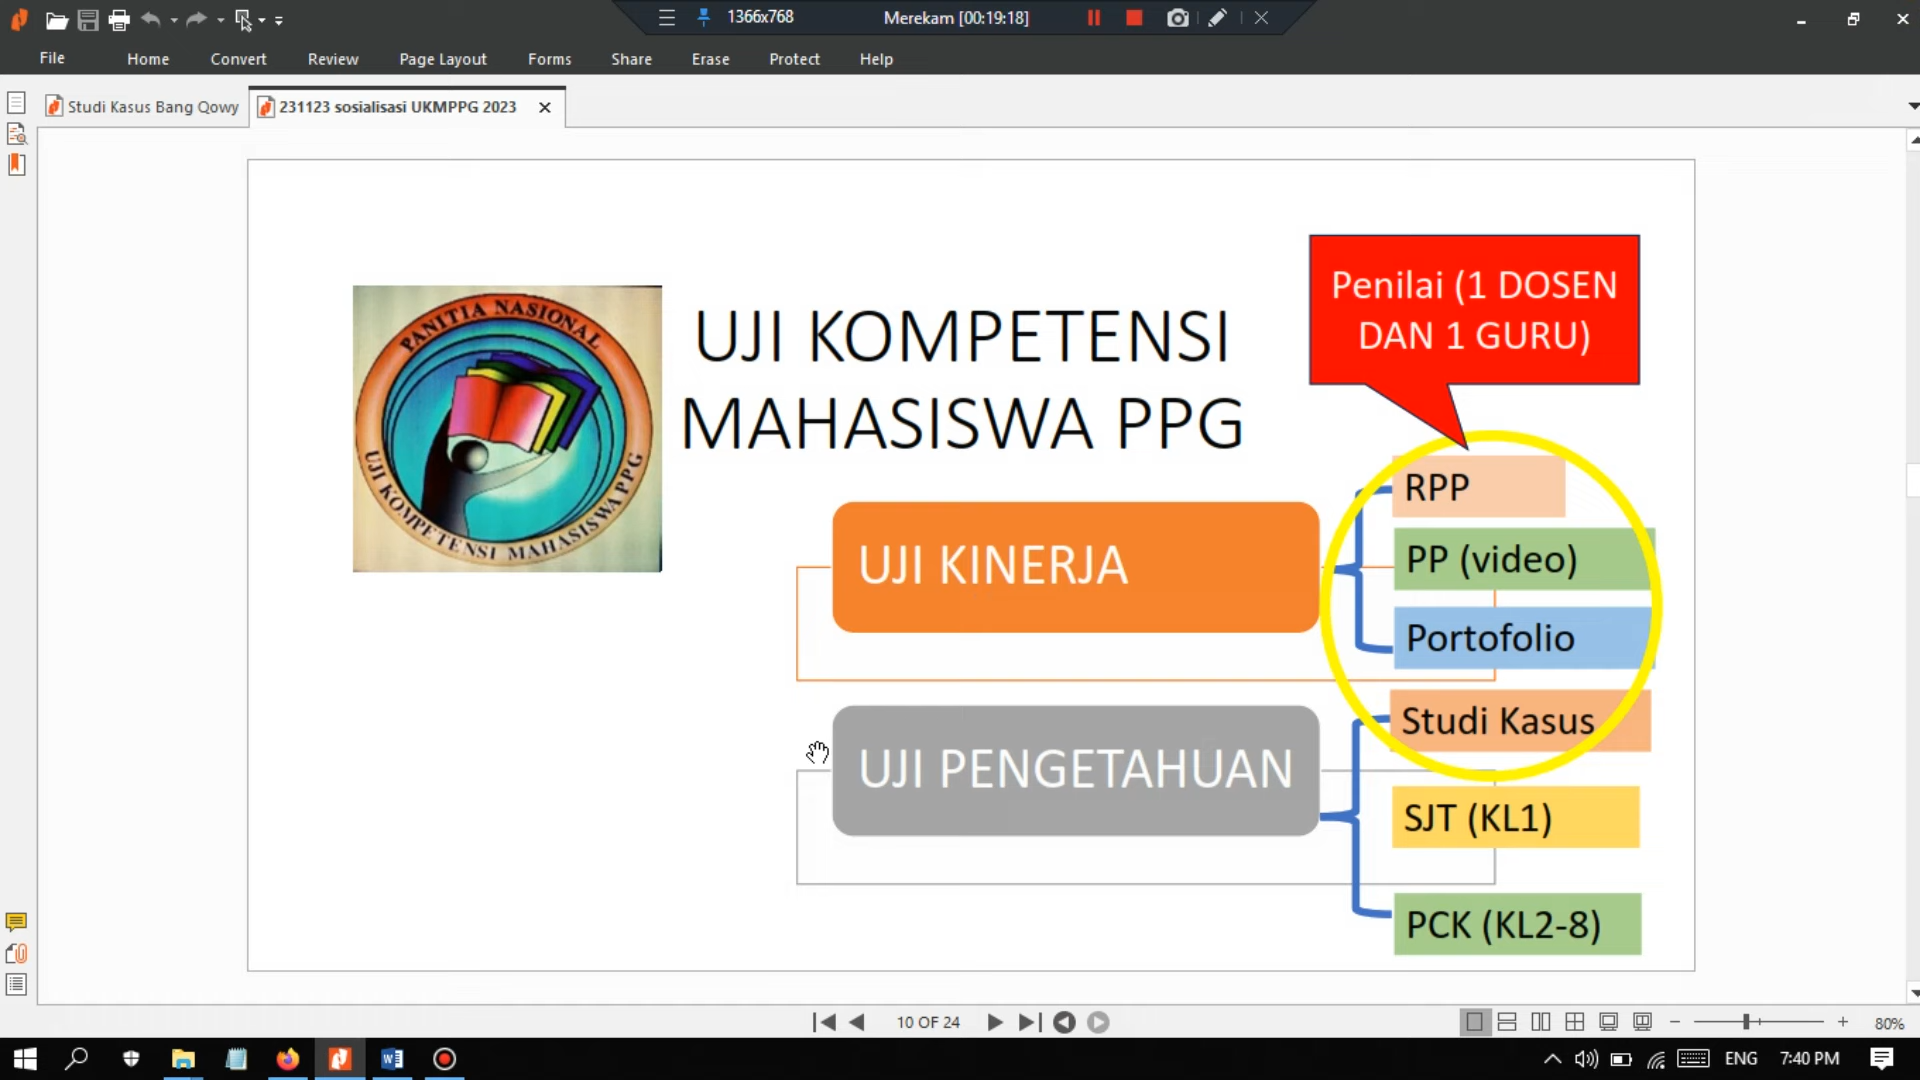 1366x768
Merekam [00:19:18]
File
Home
Convert
Review
Page Layout
Forms
Share
Erase
Protect
Help
Studi Kasus Bang Qowy
231123 sosialisasi UKMPPG 2023
Penilai (1 DOSEN
DAN 1 GURU)
PANITIA NASIONAL
UJI KOMPETENSI MAHASISWA PPG
UJI KOMPETENSI
MAHASISWA PPG
RPP
UJI KINERJA
PP (video)
Portofolio
Studi Kasus
UJI PENGETAHUAN
SJT (KL1)
PCK (KL2-8)
10 OF 24
80%
ENG
7:40 PM